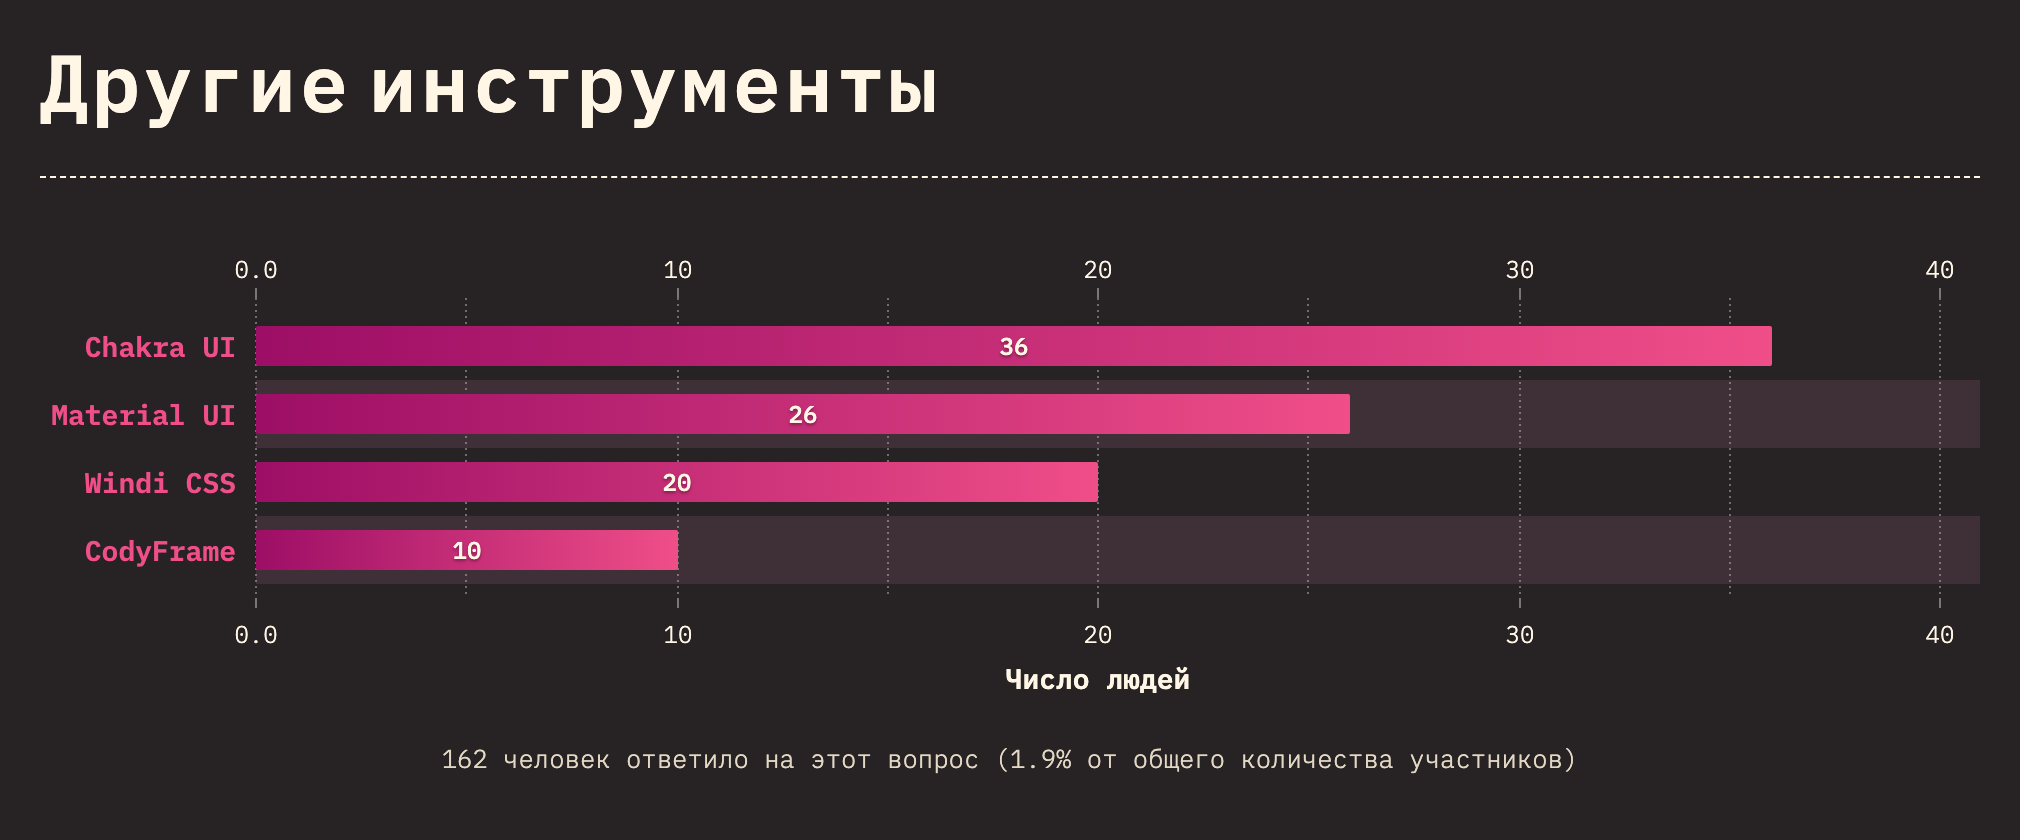 Другие инструменты
0.0 10 20 30 40
Chakra UI 36
Material UI 26
Windi CSS 20
CodyFrame 10
0.0 10 20 30 40
Число людей
162 человек ответило на этот вопрос (1.9% от общего количества участников)